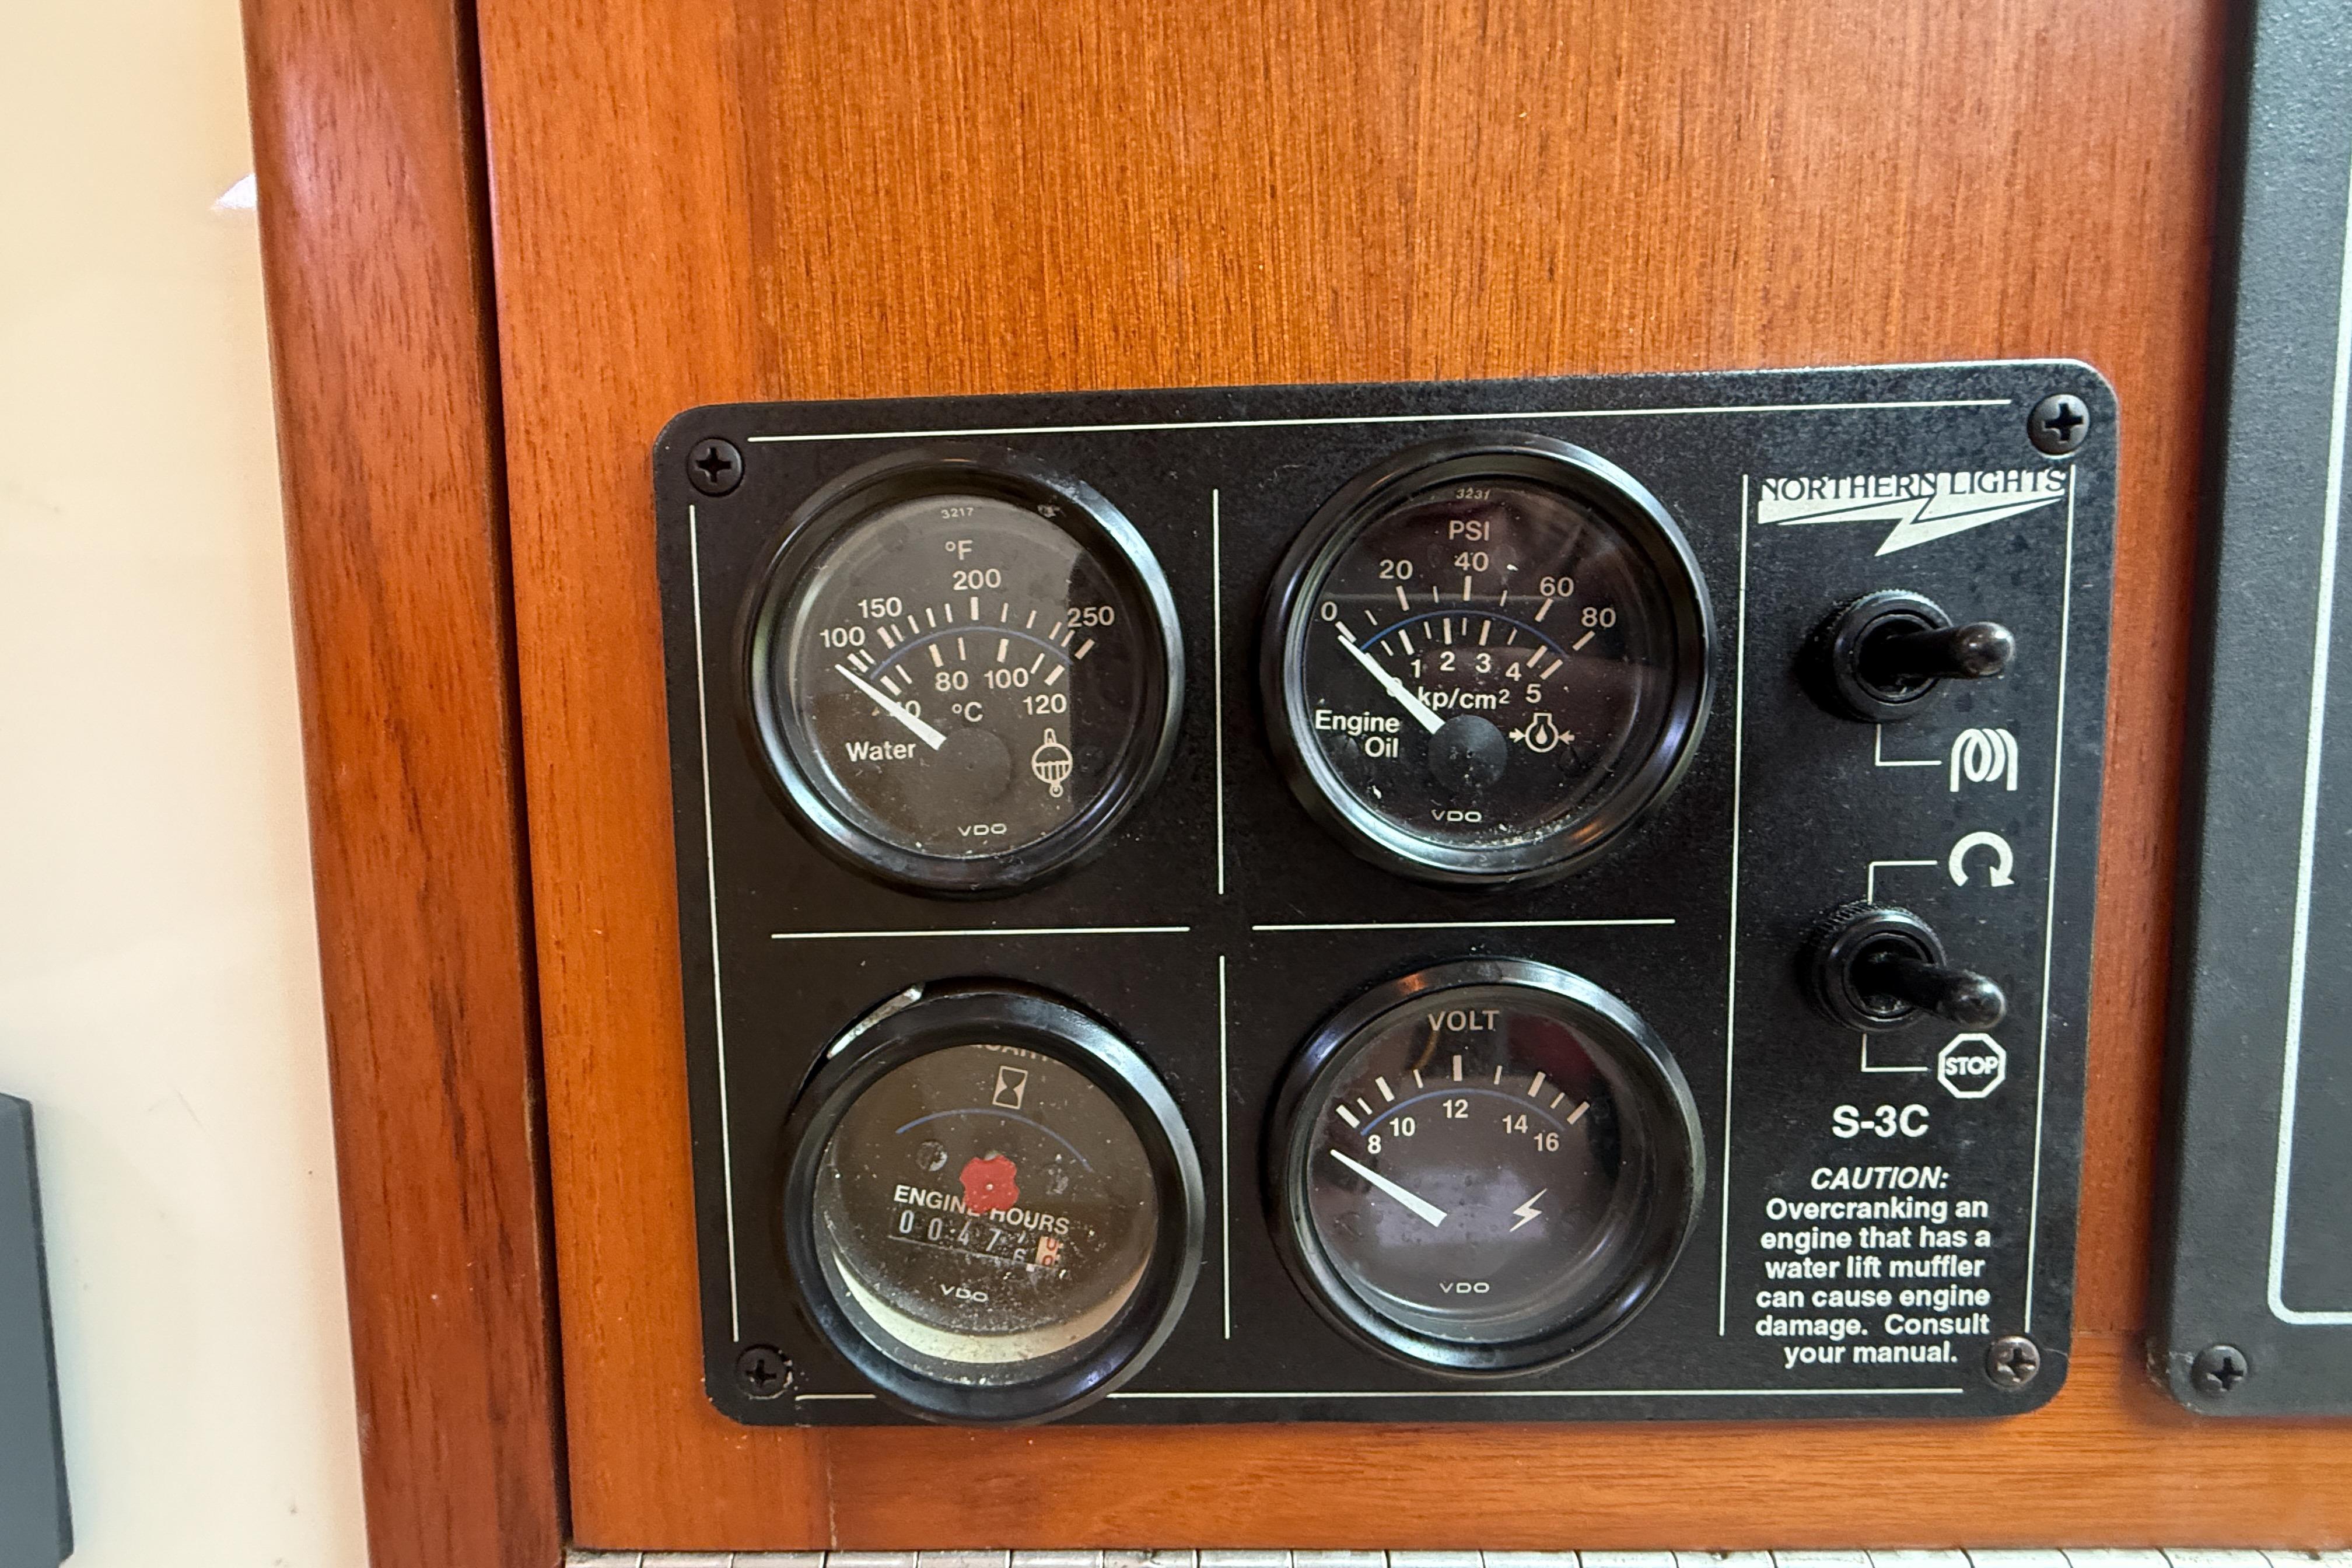 3217
°F
200
150
250
100
80
100
120
°C
Water
VDO
3231
PSI
40
20
60
0
80
1 2 3 4 5
kp/cm²
Engine
Oil
VDO
NORTHERN LIGHTS
ENGINE HOURS
00476
VDO
VOLT
8 10 12 14 16
VDO
STOP
S-3C
CAUTION:
Overcranking an
engine that has a
water lift muffler
can cause engine
damage. Consult
your manual.